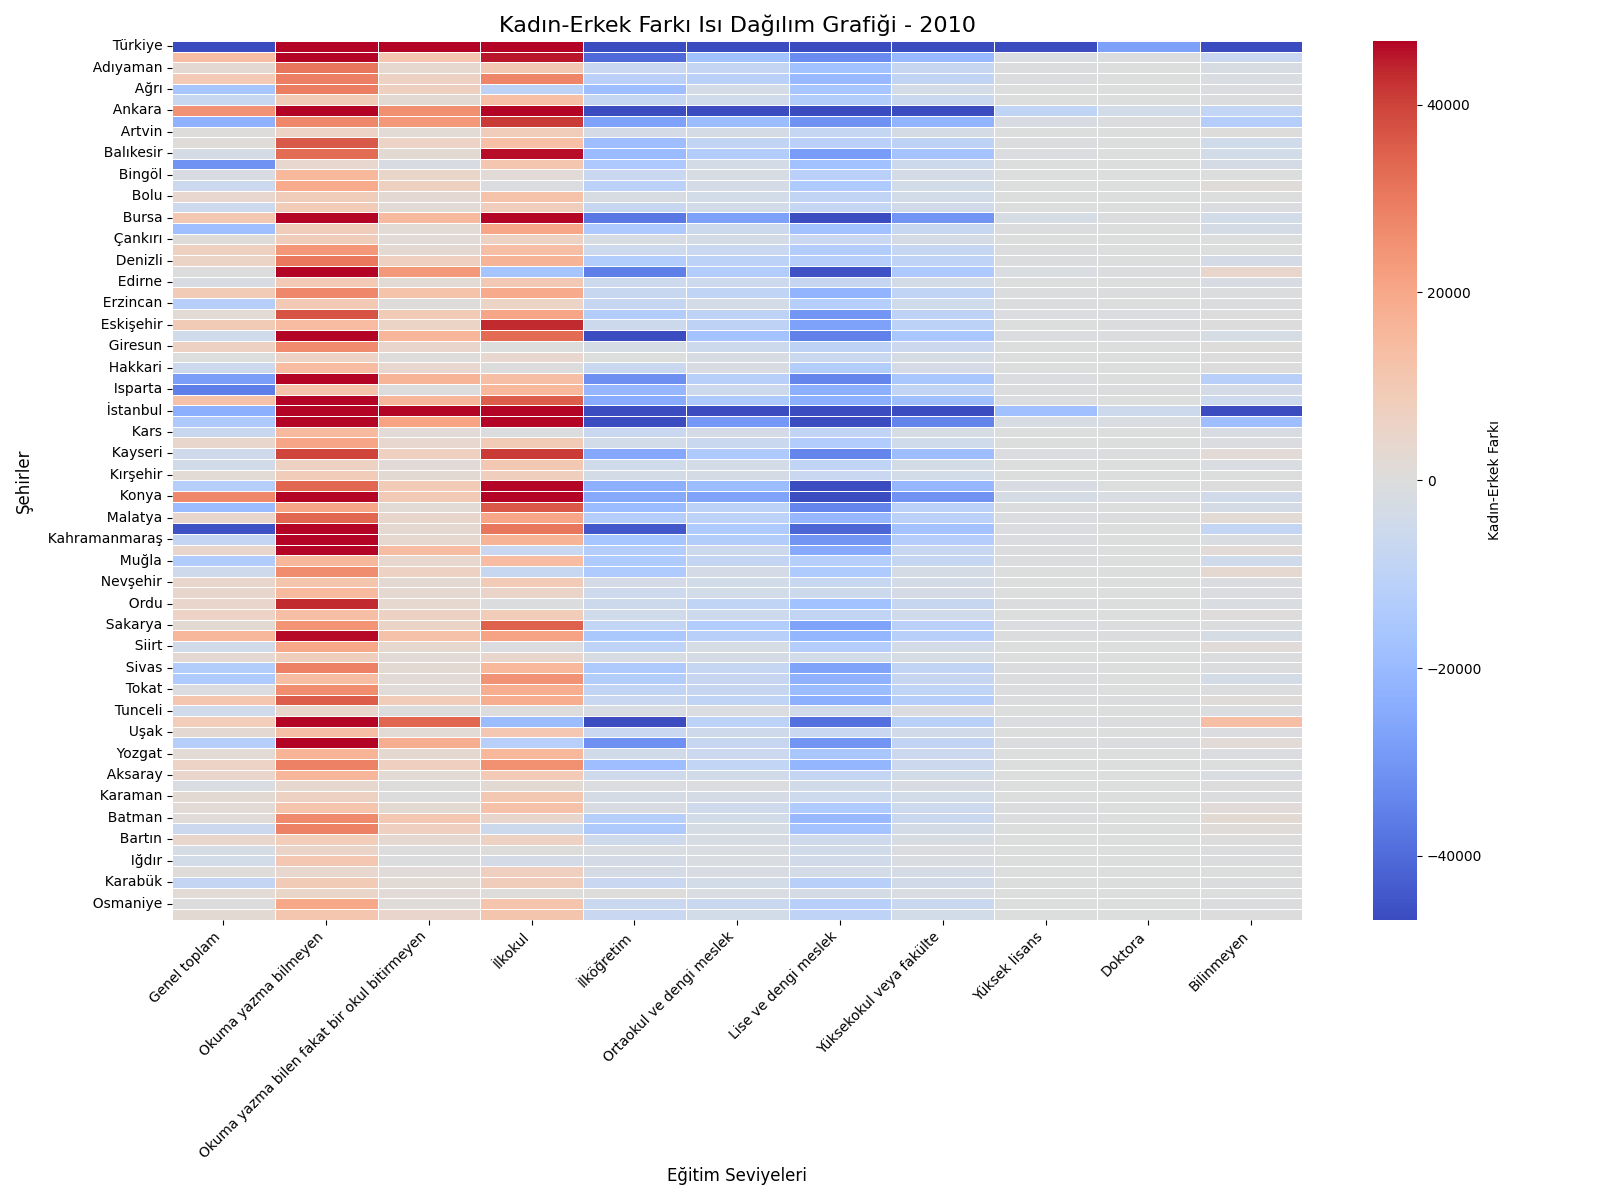 Kadın-Erkek Farkı Isı Dağılım Grafiği - 2010
Şehirler
Türkiye
Adıyaman
Ağrı
Ankara
Artvin
Balıkesir
Bingöl
Bolu
Bursa
Çankırı
Denizli
Edirne
Erzincan
Eskişehir
Giresun
Hakkari
Isparta
İstanbul
Kars
Kayseri
Kırşehir
Konya
Malatya
Kahramanmaraş
Muğla
Nevşehir
Ordu
Sakarya
Siirt
Sivas
Tokat
Tunceli
Uşak
Yozgat
Aksaray
Karaman
Batman
Bartın
Iğdır
Karabük
Osmaniye
Genel toplam
Okuma yazma bilmeyen
Okuma yazma bilen fakat bir okul bitirmeyen
İlkokul
İlköğretim
Ortaokul ve dengi meslek
Lise ve dengi meslek
Yüksekokul veya fakülte
Yüksek lisans
Doktora
Bilinmeyen
Eğitim Seviyeleri
40000
20000
0
−20000
−40000
Kadın-Erkek Farkı